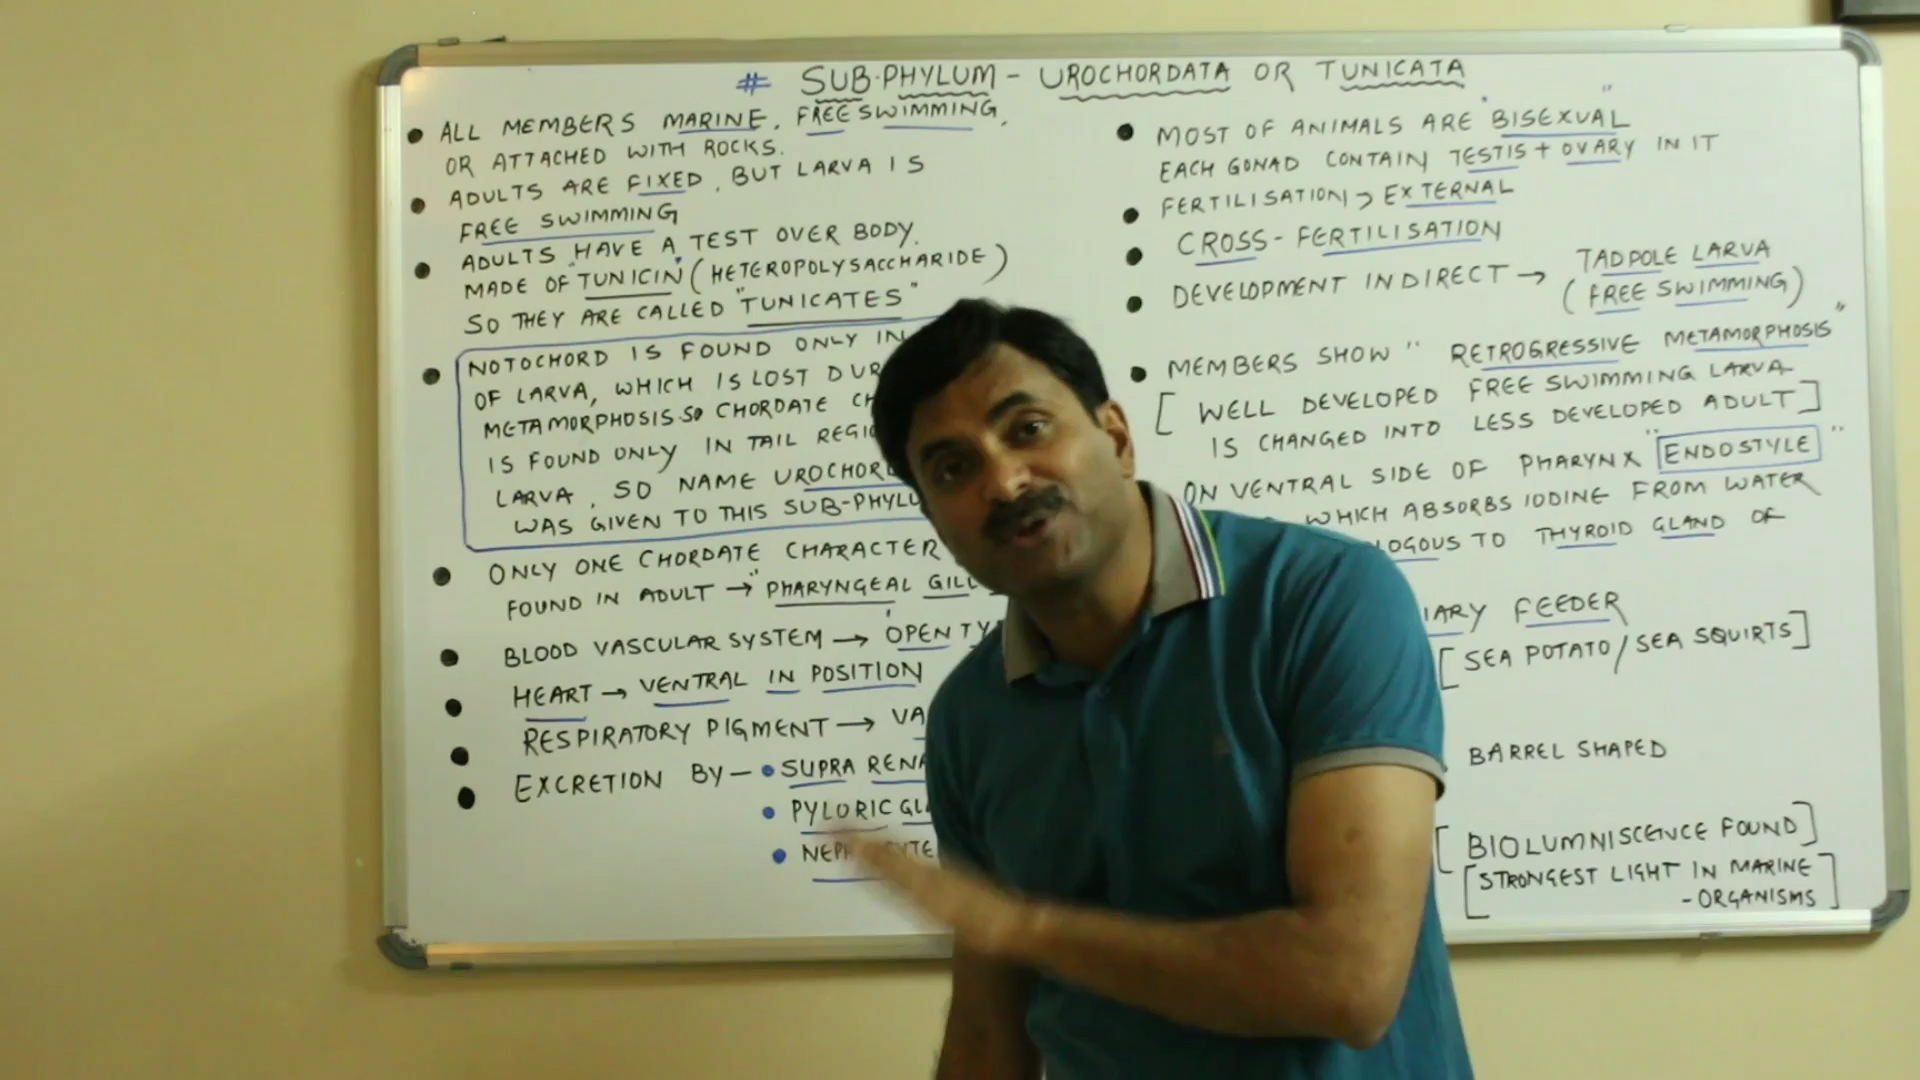 # SUB-PHYLUM - UROCHORDATA OR TUNICATA
ALL MEMBERS MARINE, FREE SWIMMING,
OR ATTACHED WITH ROCKS.
ADULTS ARE FIXED, BUT LARVA IS
FREE SWIMMING
ADULTS HAVE A TEST OVER BODY.
MADE OF "TUNICIN" (HETEROPOLYSACCHARIDE)
SO THEY ARE CALLED "TUNICATES"
NOTOCHORD IS FOUND ONLY IN
OF LARVA, WHICH IS LOST
METAMORPHOSIS SO CHORDATE
IS FOUND ONLY IN TAIL
LARVA, SO NAME
WAS GIVEN TO THIS
ONLY ONE CHORDATE CHARACTER
FOUND IN ADULT → "PHARYNGEAL
BLOOD VASCULAR SYSTEM → OPEN
HEART → VENTRAL IN POSITION
RESPIRATORY PIGMENT →
EXCRETION BY - • SUPRA
• PYLORIC
•
MOST OF ANIMALS ARE "BISEXUAL"
EACH GONAD CONTAIN TESTIS + OVARY IN IT
FERTILISATION > EXTERNAL
CROSS-FERTILISATION
DEVELOPMENT INDIRECT → TADPOLE LARVA
(FREE SWIMMING)
MEMBERS SHOW "RETROGRESSIVE METAMORPHOSIS"
[WELL DEVELOPED FREE SWIMMING LARVA
IS CHANGED INTO LESS DEVELOPED ADULT]
ON VENTRAL SIDE OF PHARYNX "ENDOSTYLE"
WHICH ABSORBS IODINE FROM WATER
TO THYROID GLAND OF
FEEDER
[SEA POTATO/SEA SQUIRTS]
BARREL SHAPED
[BIOLUMNISCENCE FOUND]
[STRONGEST LIGHT IN MARINE
-ORGANISMS]